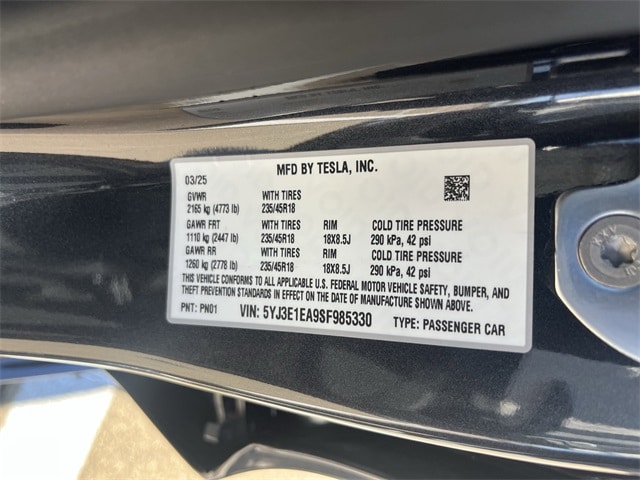 MFD BY TESLA, INC.
03/25
GVWR WITH TIRES
2165 kg (4773 lb) 235/45R18
GAWR FRT WITH TIRES RIM COLD TIRE PRESSURE
1110 kg (2447 lb) 235/45R18 18X8.5J 290 kPa, 42 psi
GAWR RR WITH TIRES RIM COLD TIRE PRESSURE
1260 kg (2778 lb) 235/45R18 18X8.5J 290 kPa, 42 psi
THIS VEHICLE CONFORMS TO ALL APPLICABLE U.S. FEDERAL MOTOR VEHICLE SAFETY, BUMPER, AND
THEFT PREVENTION STANDARDS IN EFFECT ON THE DATE OF MANUFACTURE SHOWN ABOVE.
PNT: PN01 VIN: 5YJ3E1EA9SF985330 TYPE: PASSENGER CAR